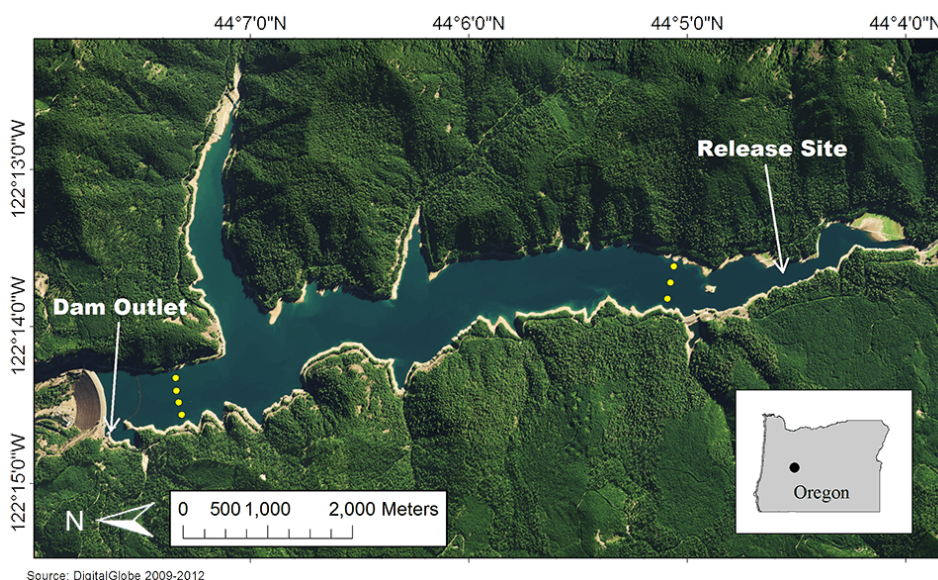 44°7'0"N 44°6'0"N 44°5'0"N 44°4'0"N
122°13'0"W
Release Site
Dam Outlet
122°14'0"W
122°15'0"W
N
0 500 1,000 2,000 Meters
Oregon
Source: DigitalGlobe 2009-2012